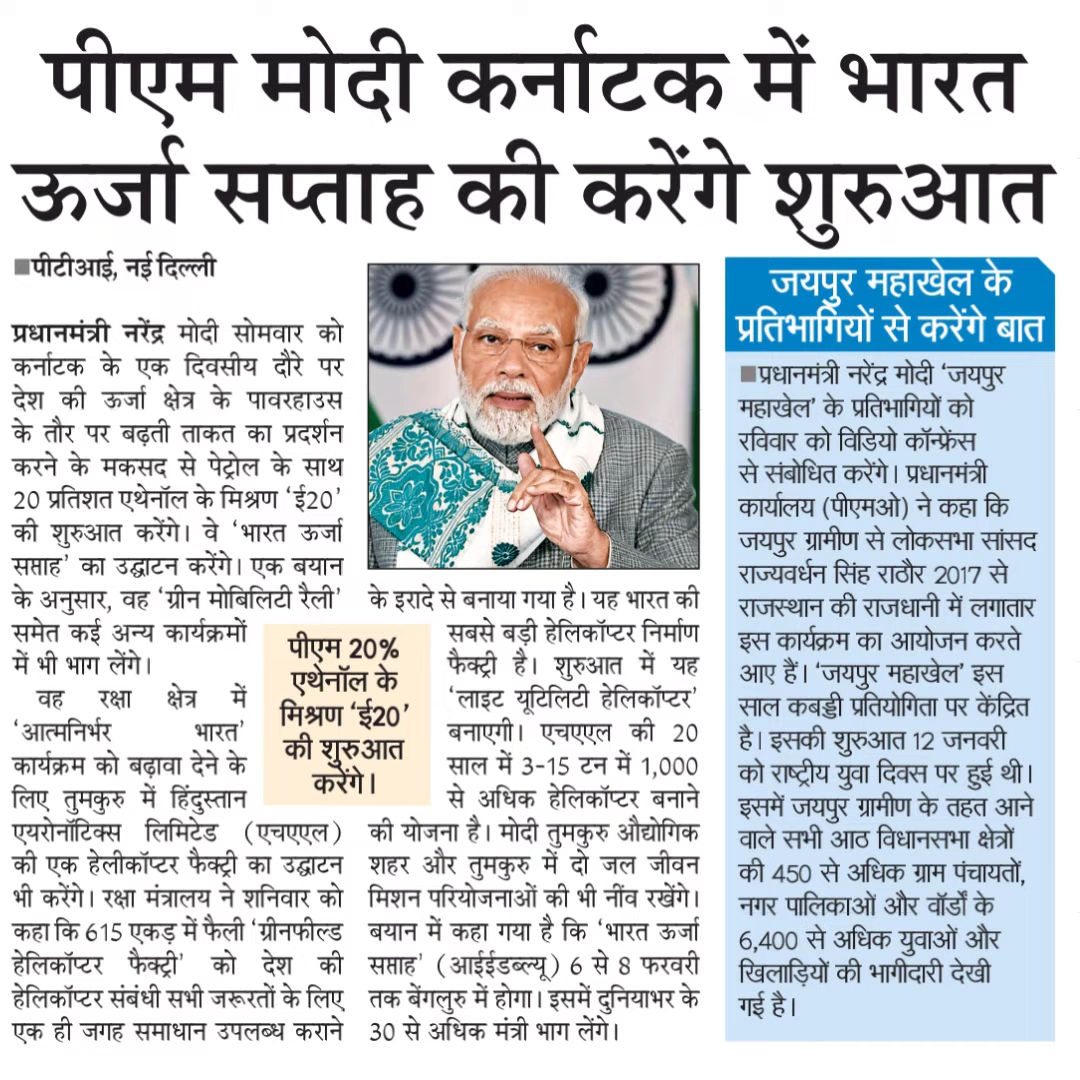 पीएम मोदी कर्नाटक में भारत
ऊर्जा सप्ताह की करेंगे शुरुआत
■पीटीआई, नई दिल्ली
प्रधानमंत्री नरेंद्र मोदी सोमवार को
कर्नाटक के एक दिवसीय दौरे पर
देश की ऊर्जा क्षेत्र के पावरहाउस
के तौर पर बढ़ती ताकत का प्रदर्शन
करने के मकसद से पेट्रोल के साथ
20 प्रतिशत एथेनॉल के मिश्रण ‘ई20’
की शुरुआत करेंगे। वे ‘भारत ऊर्जा
सप्ताह’ का उद्घाटन करेंगे। एक बयान
के अनुसार, वह ‘ग्रीन मोबिलिटी रैली’
समेत कई अन्य कार्यक्रमों
में भी भाग लेंगे।
वह रक्षा क्षेत्र में
‘आत्मनिर्भर भारत’
कार्यक्रम को बढ़ावा देने के
लिए तुमकुरु में हिंदुस्तान
एयरोनॉटिक्स लिमिटेड (एचएएल)
की एक हेलीकॉप्टर फैक्ट्री का उद्घाटन
भी करेंगे। रक्षा मंत्रालय ने शनिवार को
कहा कि 615 एकड़ में फैली ‘ग्रीनफील्ड
हेलिकॉप्टर फैक्ट्री’ को देश की
हेलिकॉप्टर संबंधी सभी जरूरतों के लिए
एक ही जगह समाधान उपलब्ध कराने
पीएम 20%
एथेनॉल के
मिश्रण ‘ई20’
की शुरुआत
करेंगे।
के इरादे से बनाया गया है। यह भारत की
सबसे बड़ी हेलिकॉप्टर निर्माण
फैक्ट्री है। शुरुआत में यह
‘लाइट यूटिलिटी हेलिकॉप्टर’
बनाएगी। एचएएल की 20
साल में 3-15 टन में 1,000
से अधिक हेलिकॉप्टर बनाने
की योजना है। मोदी तुमकुरु औद्योगिक
शहर और तुमकुरु में दो जल जीवन
मिशन परियोजनाओं की भी नींव रखेंगे।
बयान में कहा गया है कि ‘भारत ऊर्जा
सप्ताह’ (आईईडब्ल्यू) 6 से 8 फरवरी
तक बेंगलुरु में होगा। इसमें दुनियाभर के
30 से अधिक मंत्री भाग लेंगे।
जयपुर महाखेल के
प्रतिभागियों से करेंगे बात
■प्रधानमंत्री नरेंद्र मोदी ‘जयपुर
महाखेल’ के प्रतिभागियों को
रविवार को विडियो कॉन्फ्रेंस
से संबोधित करेंगे। प्रधानमंत्री
कार्यालय (पीएमओ) ने कहा कि
जयपुर ग्रामीण से लोकसभा सांसद
राज्यवर्धन सिंह राठौर 2017 से
राजस्थान की राजधानी में लगातार
इस कार्यक्रम का आयोजन करते
आए हैं। ‘जयपुर महाखेल’ इस
साल कबड्डी प्रतियोगिता पर केंद्रित
है। इसकी शुरुआत 12 जनवरी
को राष्ट्रीय युवा दिवस पर हुई थी।
इसमें जयपुर ग्रामीण के तहत आने
वाले सभी आठ विधानसभा क्षेत्रों
की 450 से अधिक ग्राम पंचायतों,
नगर पालिकाओं और वॉर्डों के
6,400 से अधिक युवाओं और
खिलाड़ियों की भागीदारी देखी
गई है।